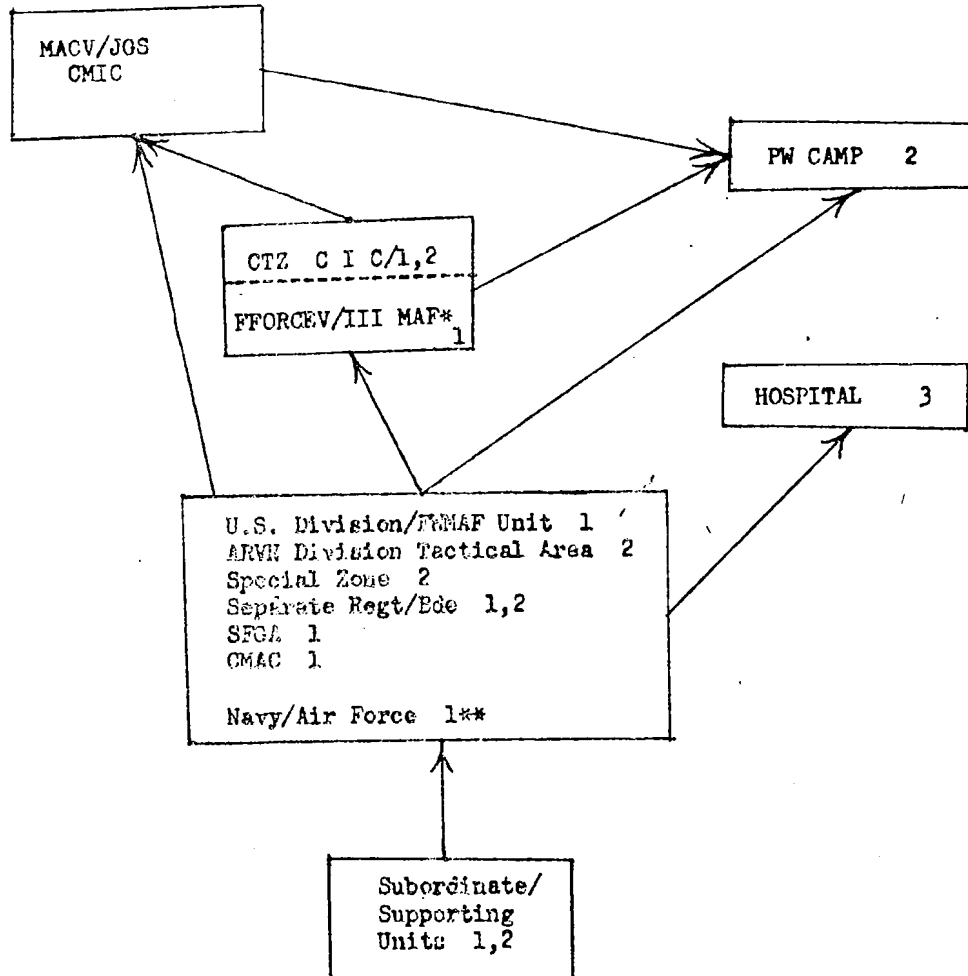 MACV/JGS
CMIC
PW CAMP 2
CTZ C I C/1,2
FFORCEV/III MAF*
1
HOSPITAL 3
U.S. Division/FWMAF Unit 1
ARVN Division Tactical Area 2
Special Zone 2
Separate Regt/Bde 1,2
SFGA 1
CMAC 1
Navy/Air Force 1**
Subordinate/
Supporting
Units 1,2